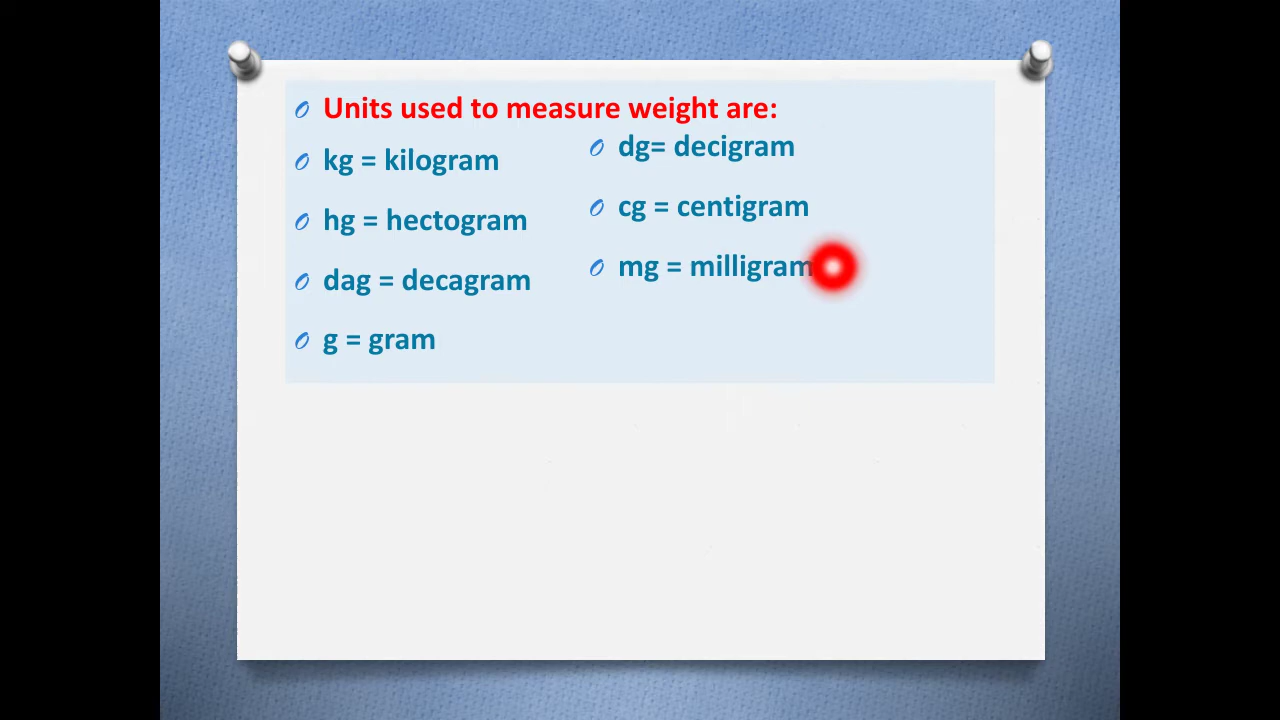 Units used to measure weight are:
kg = kilogram
hg = hectogram
dag = decagram
g = gram
dg= decigram
cg = centigram
mg = milligram